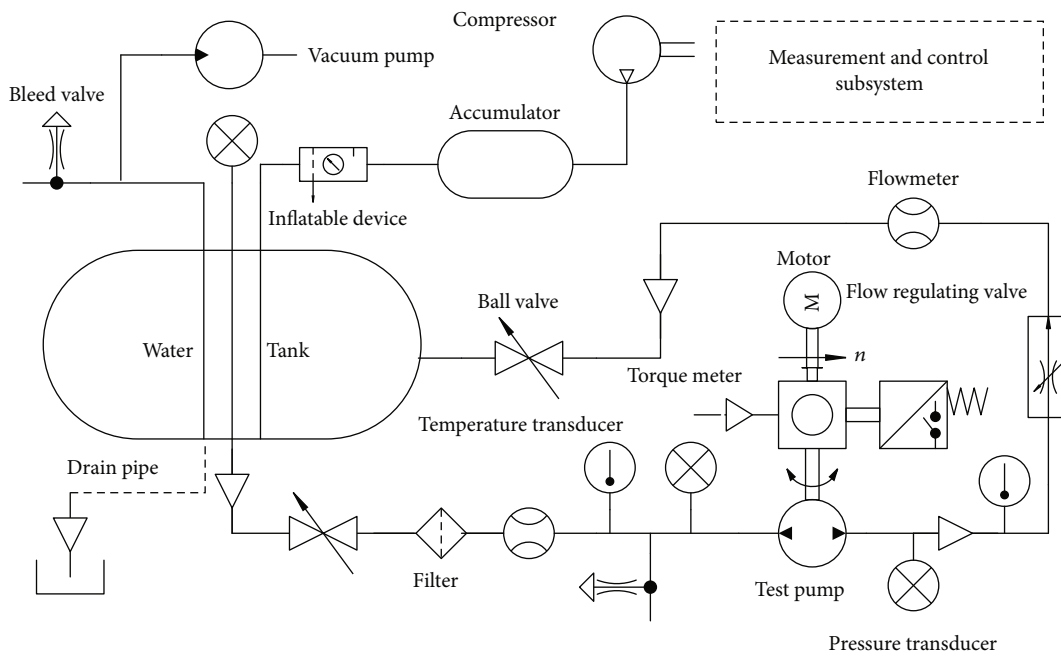 Compressor
Vacuum pump
Measurement and control
subsystem
Bleed valve
Accumulator
Flowmeter
Inflatable device
Motor
M
Flow regulating valve
Ball valve
Water
Tank
n
Torque meter
Temperature transducer
Drain pipe
Filter
Test pump
Pressure transducer